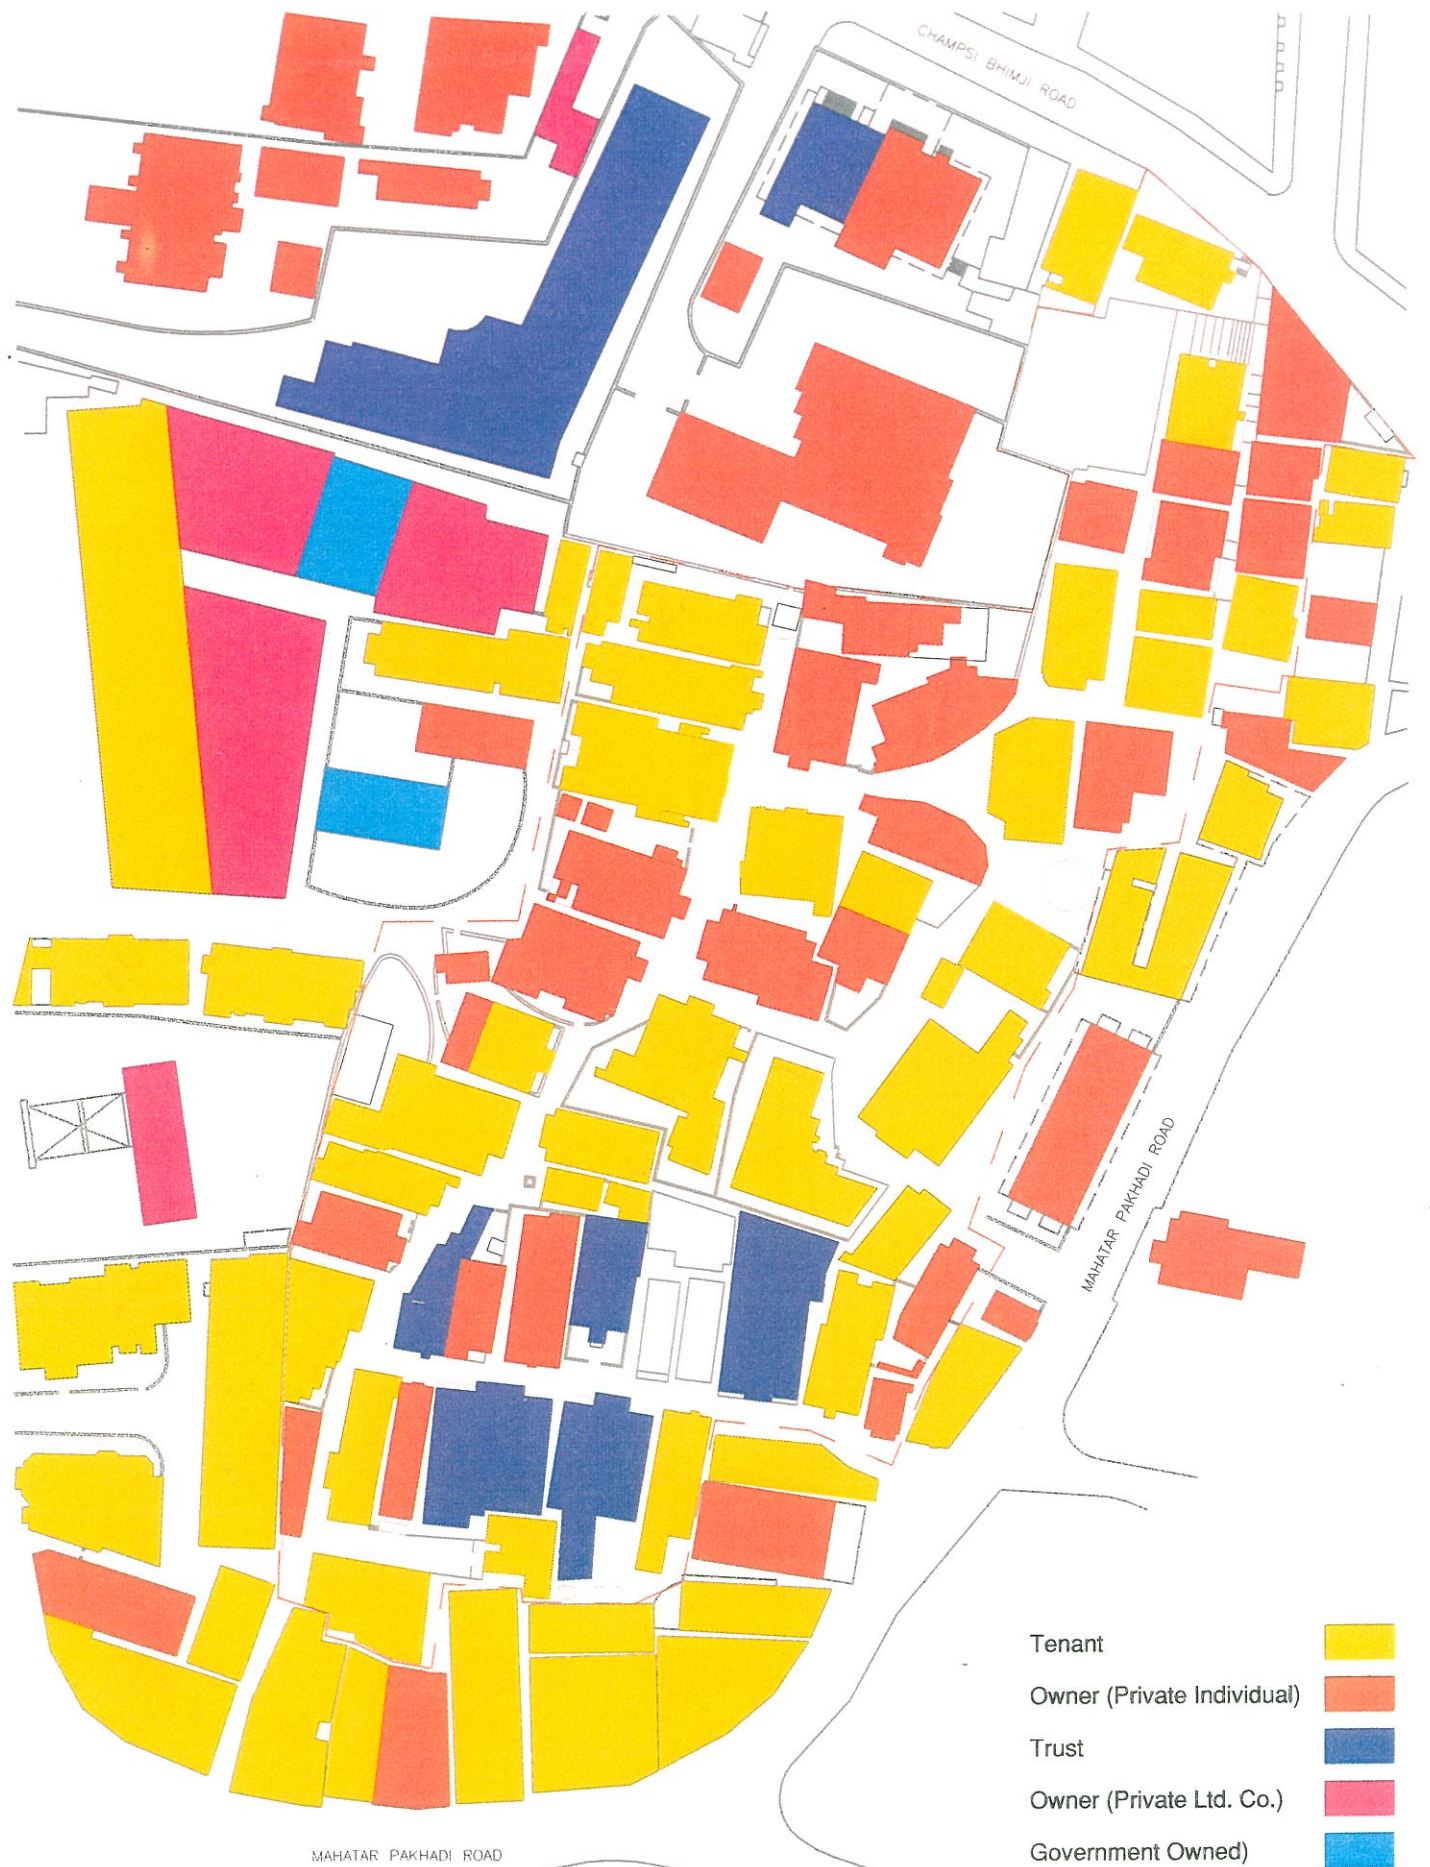 CHAMPSI BHIMJI ROAD
MAHATAR PAKHADI ROAD
Tenant
Owner (Private Individual)
Trust
Owner (Private Ltd. Co.)
Government Owned)
MAHATAR PAKHADI ROAD